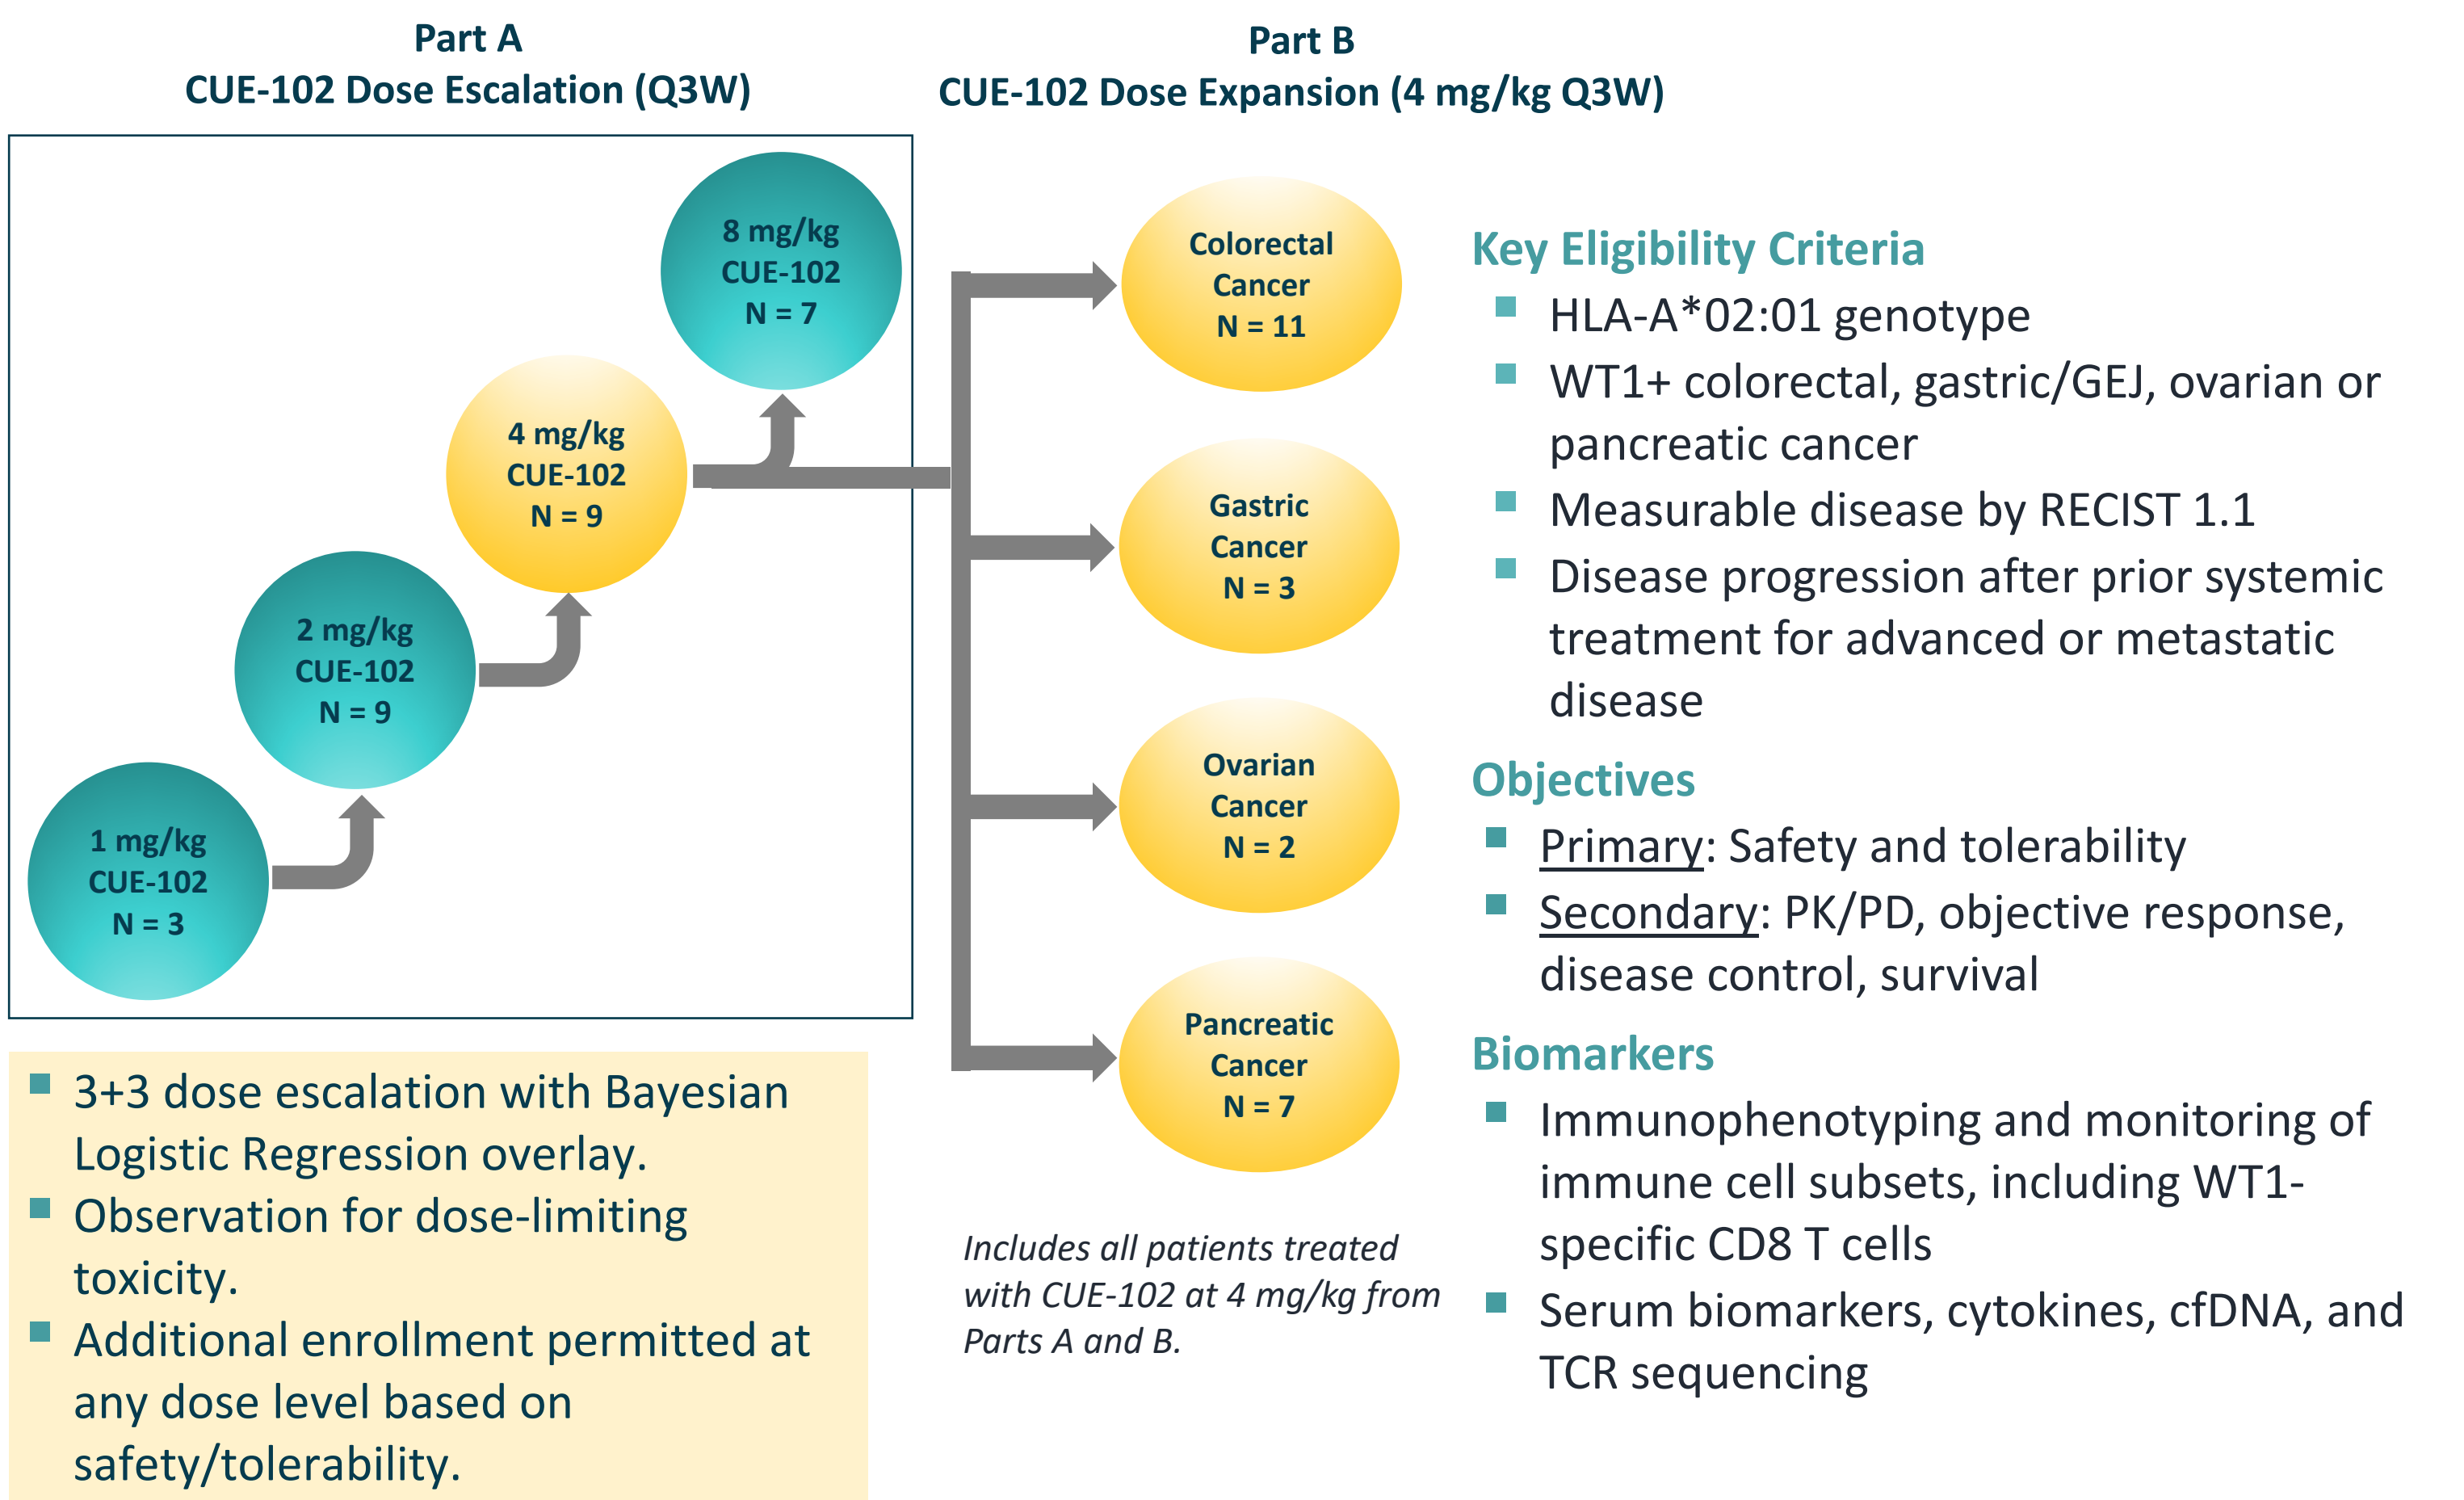 Part A
CUE-102 Dose Escalation (Q3W)
8 mg/kg
CUE-102
N = 7
4 mg/kg
CUE-102
N = 9
2 mg/kg
CUE-102
N = 9
1 mg/kg
CUE-102
N = 3
3+3 dose escalation with Bayesian
Logistic Regression overlay.
Observation for dose-limiting
toxicity.
Additional enrollment permitted at
any dose level based on
safety/tolerability.
Part B
CUE-102 Dose Expansion (4 mg/kg Q3W)
Colorectal
Cancer
N = 11
Gastric
Cancer
N = 3
Ovarian
Cancer
N = 2
Pancreatic
Cancer
N = 7
Includes all patients treated
with CUE-102 at 4 mg/kg from
Parts A and B.
Key Eligibility Criteria
HLA-A*02:01 genotype
WT1+ colorectal, gastric/GEJ, ovarian or
pancreatic cancer
Measurable disease by RECIST 1.1
Disease progression after prior systemic
treatment for advanced or metastatic
disease
Objectives
Primary: Safety and tolerability
Secondary: PK/PD, objective response,
disease control, survival
Biomarkers
Immunophenotyping and monitoring of
immune cell subsets, including WT1-
specific CD8 T cells
Serum biomarkers, cytokines, cfDNA, and
TCR sequencing